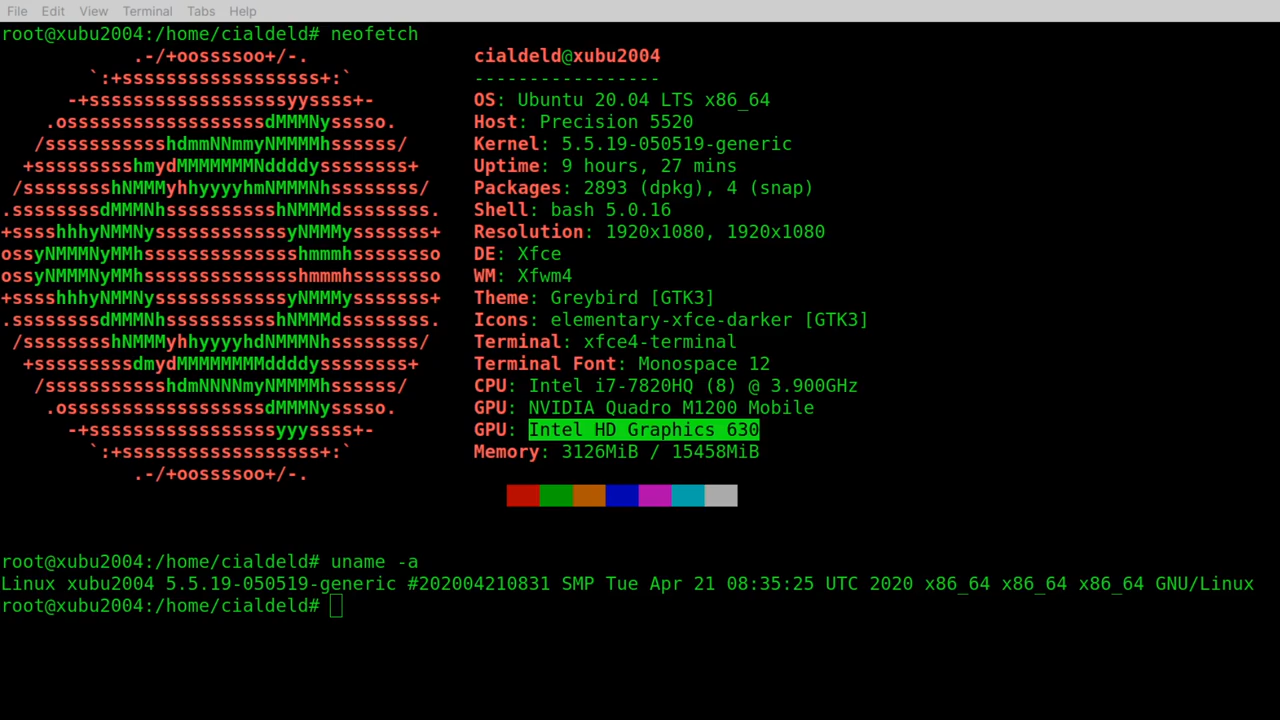 File Edit View Terminal Tabs Help
root@xubu2004:/home/cialdeld# neofetch
.-/+oossssoo+/-. cialdeld@xubu2004
`:+ssssssssssssssssss+:` -----------------
-+ssssssssssssssssssyyssss+- OS: Ubuntu 20.04 LTS x86_64
.ossssssssssssssssssdMMMNysssso. Host: Precision 5520
/ssssssssssshdmmNNmmyNMMMMhssssss/ Kernel: 5.5.19-050519-generic
+ssssssssshmydMMMMMMMNddddyssssssss+ Uptime: 9 hours, 27 mins
/sssssssshNMMMyhhyyyyhmNMMMNhssssssss/ Packages: 2893 (dpkg), 4 (snap)
.ssssssssdMMMNhsssssssssshNMMMdssssssss. Shell: bash 5.0.16
+sssshhhyNMMNyssssssssssssyNMMMysssssss+ Resolution: 1920x1080, 1920x1080
ossyNMMMNyMMhsssssssssssssshmmmhssssssso DE: Xfce
ossyNMMMNyMMhsssssssssssssshmmmhssssssso WM: Xfwm4
+sssshhhyNMMNyssssssssssssyNMMMysssssss+ Theme: Greybird [GTK3]
.ssssssssdMMMNhsssssssssshNMMMdssssssss. Icons: elementary-xfce-darker [GTK3]
/sssssssshNMMMyhhyyyyhdNMMMNhssssssss/ Terminal: xfce4-terminal
+sssssssssdmydMMMMMMMMddddyssssssss+ Terminal Font: Monospace 12
/ssssssssssshdmNNNNmyNMMMMhssssss/ CPU: Intel i7-7820HQ (8) @ 3.900GHz
.ossssssssssssssssssdMMMNysssso. GPU: NVIDIA Quadro M1200 Mobile
-+sssssssssssssssssyyyssss+- GPU: Intel HD Graphics 630
`:+ssssssssssssssssss+:` Memory: 3126MiB / 15458MiB
.-/+oossssoo+/-.
root@xubu2004:/home/cialdeld# uname -a
Linux xubu2004 5.5.19-050519-generic #202004210831 SMP Tue Apr 21 08:35:25 UTC 2020 x86_64 x86_64 x86_64 GNU/Linux
root@xubu2004:/home/cialdeld#